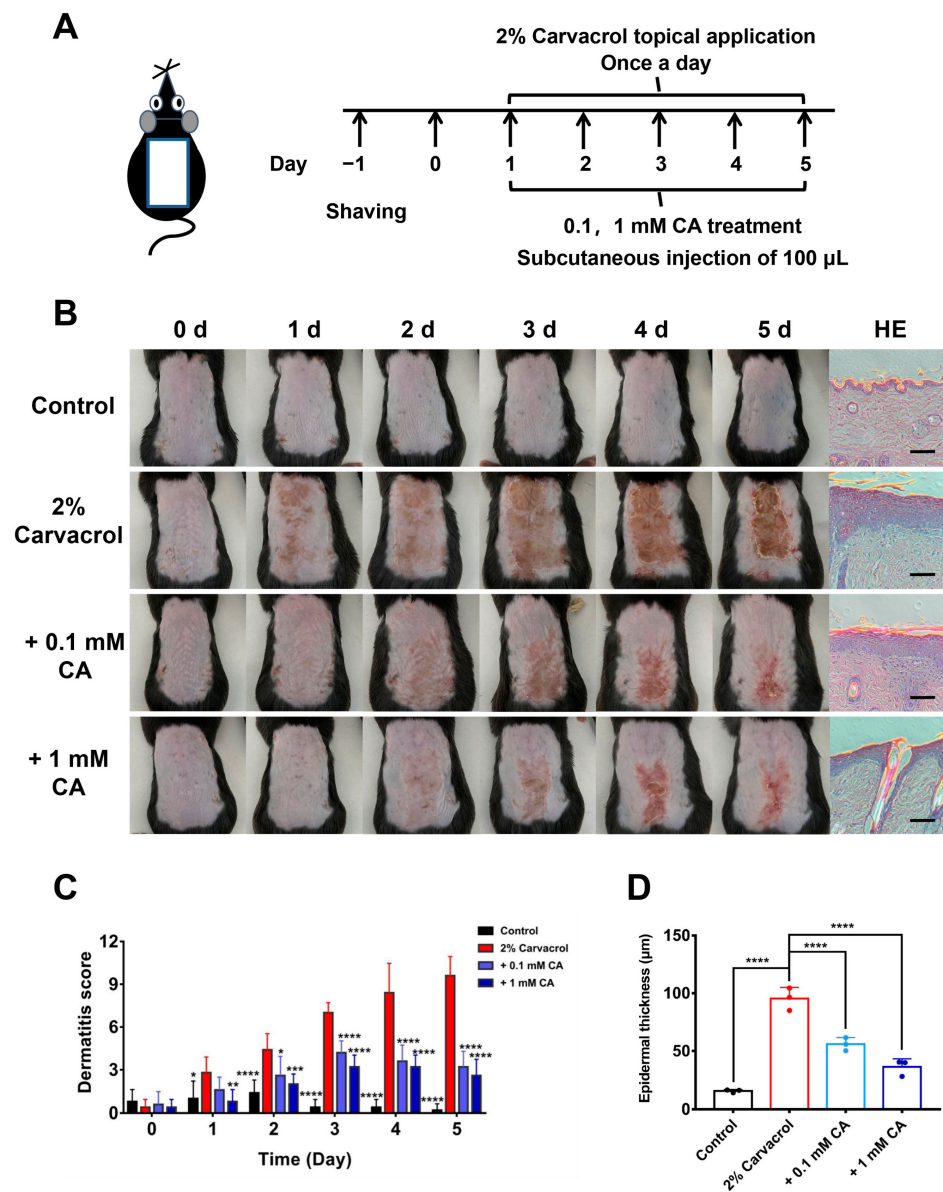 A
2% Carvacrol topical application
Once a day
Day −1 0 1 2 3 4 5
Shaving
0.1, 1 mM CA treatment
Subcutaneous injection of 100 μL
B
0 d 1 d 2 d 3 d 4 d 5 d HE
Control
2%
Carvacrol
+ 0.1 mM
CA
+ 1 mM
CA
C
Control
2% Carvacrol
+ 0.1 mM CA
+ 1 mM CA
Dermatitis score
12
9
6
3
0
* ** **** * *** **** **** **** **** **** **** **** **** ****
0 1 2 3 4 5
Time (Day)
D
Epidermal thickness (μm)
150
100
50
0
****
****
****
Control
2% Carvacrol
+ 0.1 mM CA
+ 1 mM CA